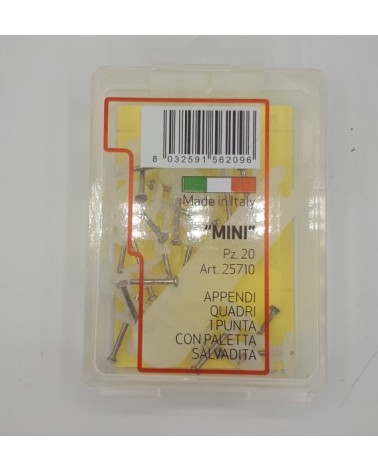 8 032591 562096
Made in Italy
"MINI"
Pz. 20
Art. 25710
APPENDI
QUADRI
1 PUNTA
CON PALETTA
SALVADITA